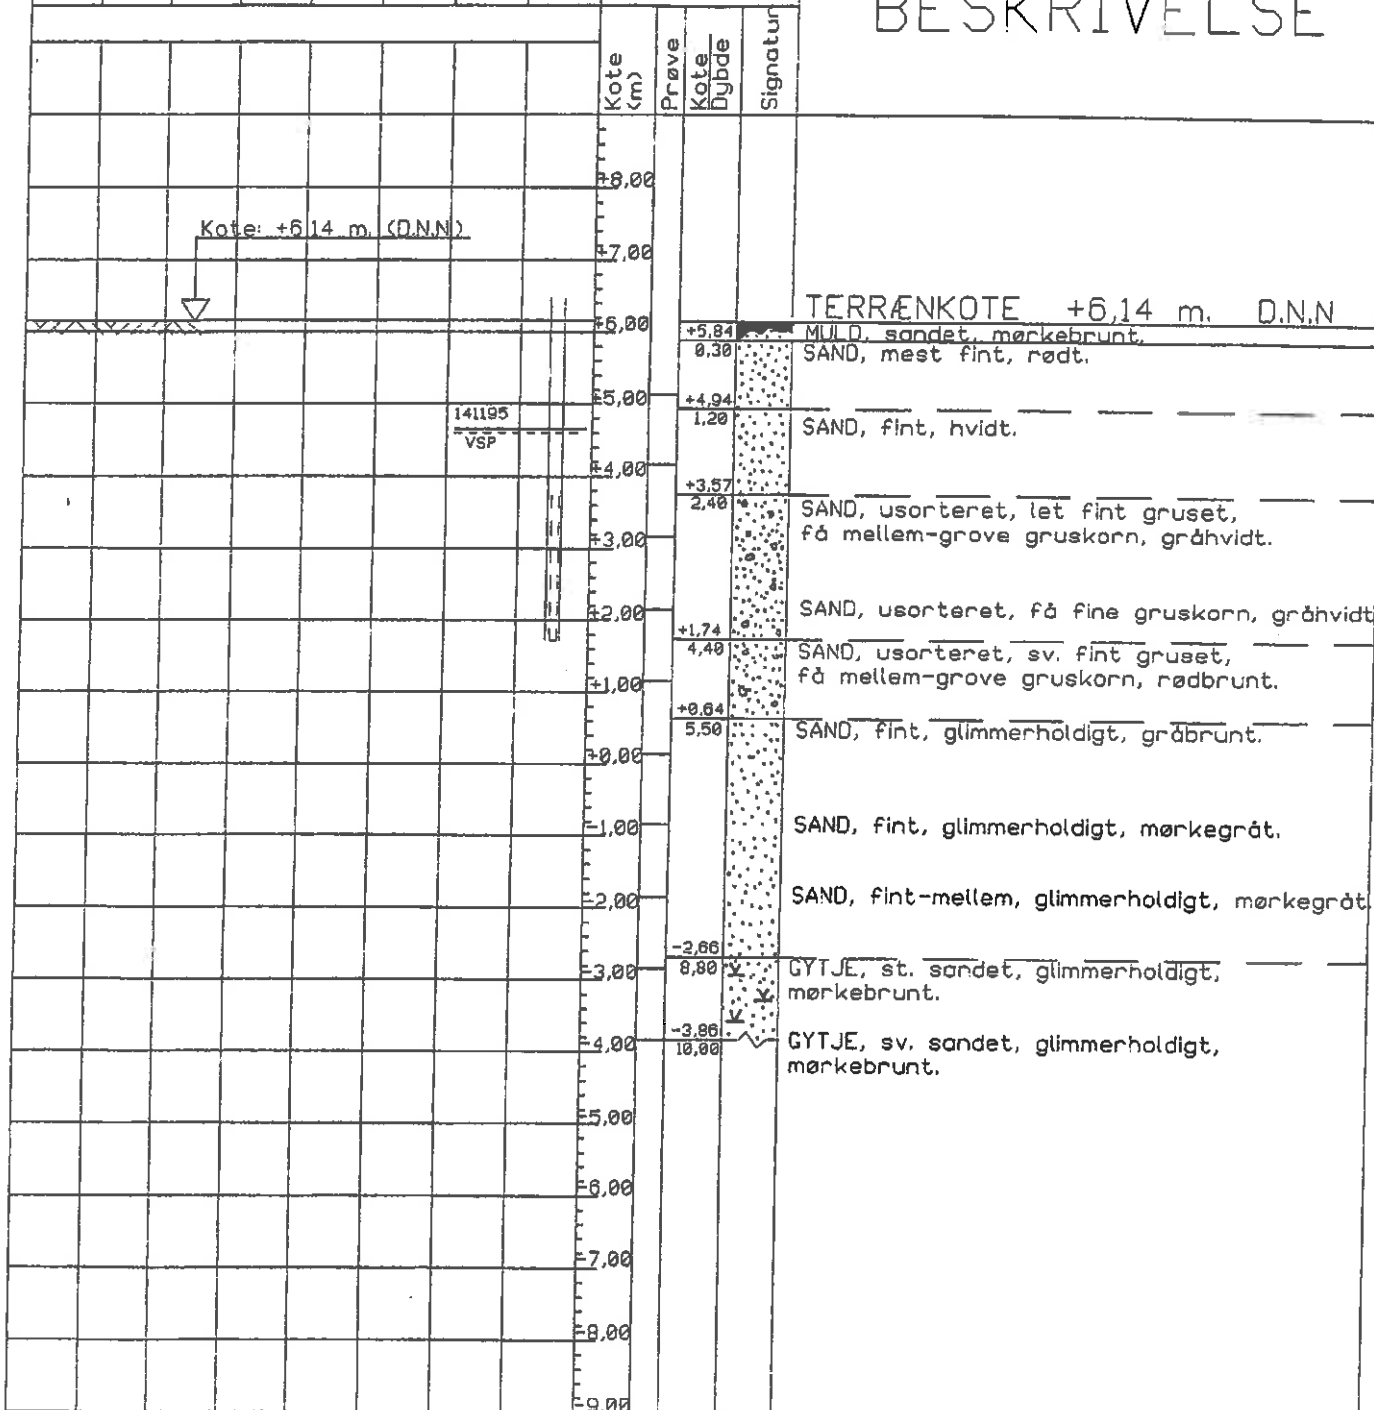 BESKRIVELSE
Kote
(m)
Prøve
Kote
Dybde
Signatur
+8,00
Kote: +6,14 m. (D.N.N)
+7,00
TERRÆNKOTE +6,14 m. D.N.N
+6,00
+5,84
0,30
MULD, sandet, mørkebrunt.
SAND, mest fint, rødt.
+5,00
+4,94
1,20
141195
VSP
SAND, fint, hvidt.
+4,00
+3,57
2,40
SAND, usorteret, let fint gruset,
få mellem-grove gruskorn, gråhvidt.
+3,00
SAND, usorteret, få fine gruskorn, gråhvidt
+2,00
+1,74
4,40
SAND, usorteret, sv. fint gruset,
få mellem-grove gruskorn, rødbrunt.
+1,00
+0,64
5,50
SAND, fint, glimmerholdigt, gråbrunt.
+0,00
SAND, fint, glimmerholdigt, mørkegråt.
-1,00
SAND, fint-mellem, glimmerholdigt, mørkegråt.
-2,00
-2,66
8,80
GYTJE, st. sandet, glimmerholdigt,
mørkebrunt.
-3,00
-3,86
10,00
GYTJE, sv. sandet, glimmerholdigt,
mørkebrunt.
-4,00
-5,00
-6,00
-7,00
-8,00
-9,00